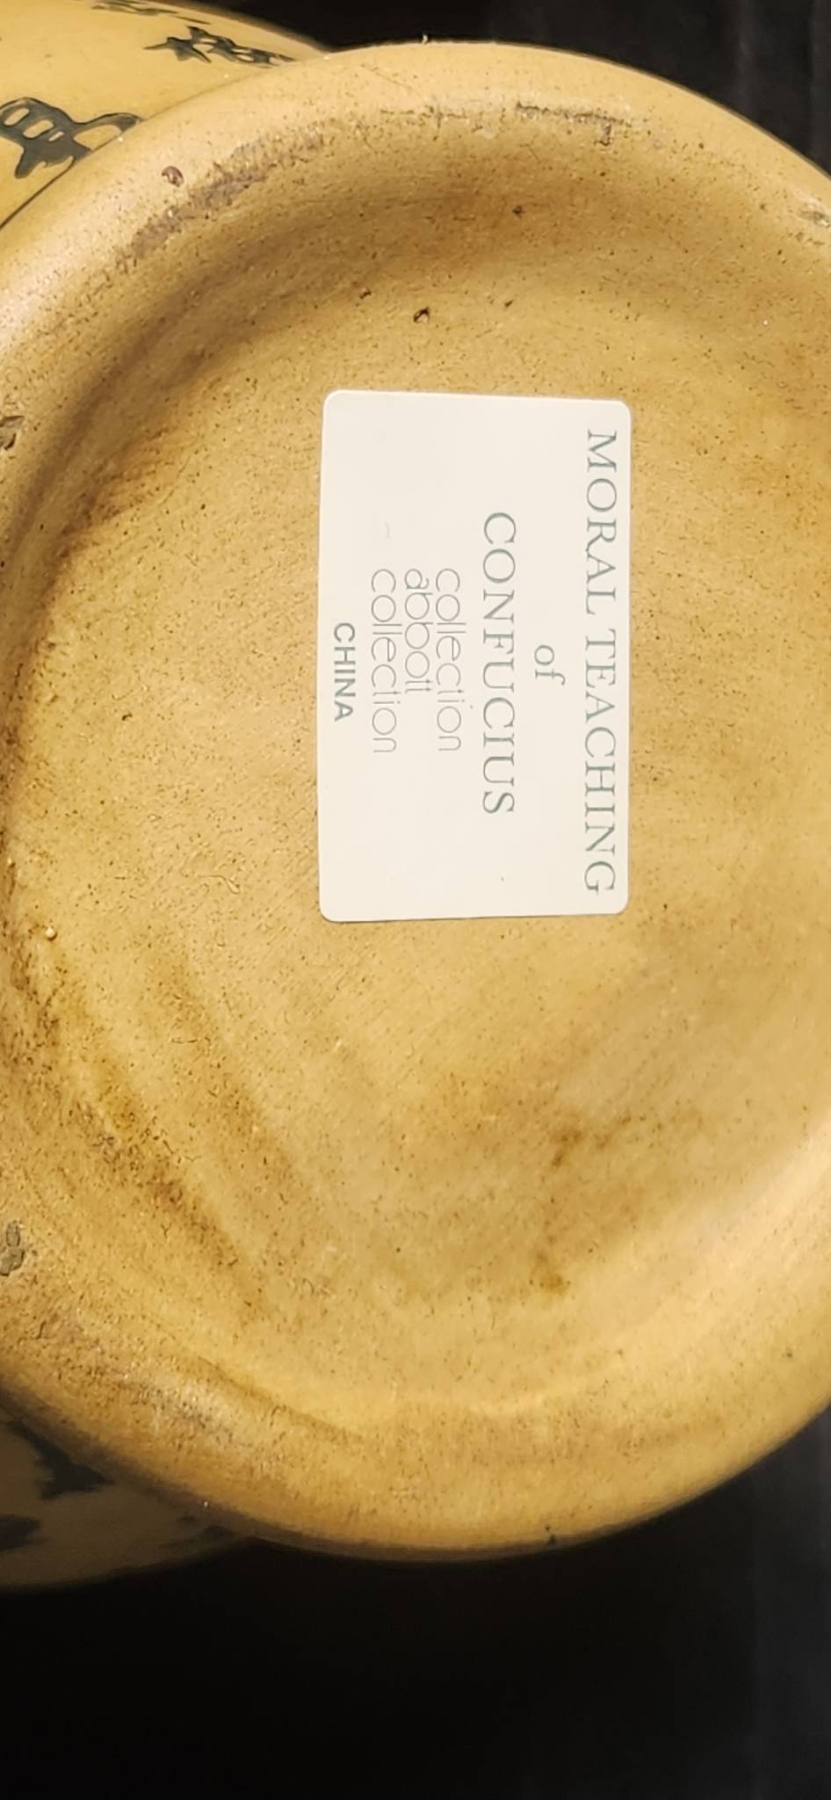 MORAL TEACHING
of
CONFUCIUS
collection
abbott
collection
CHINA